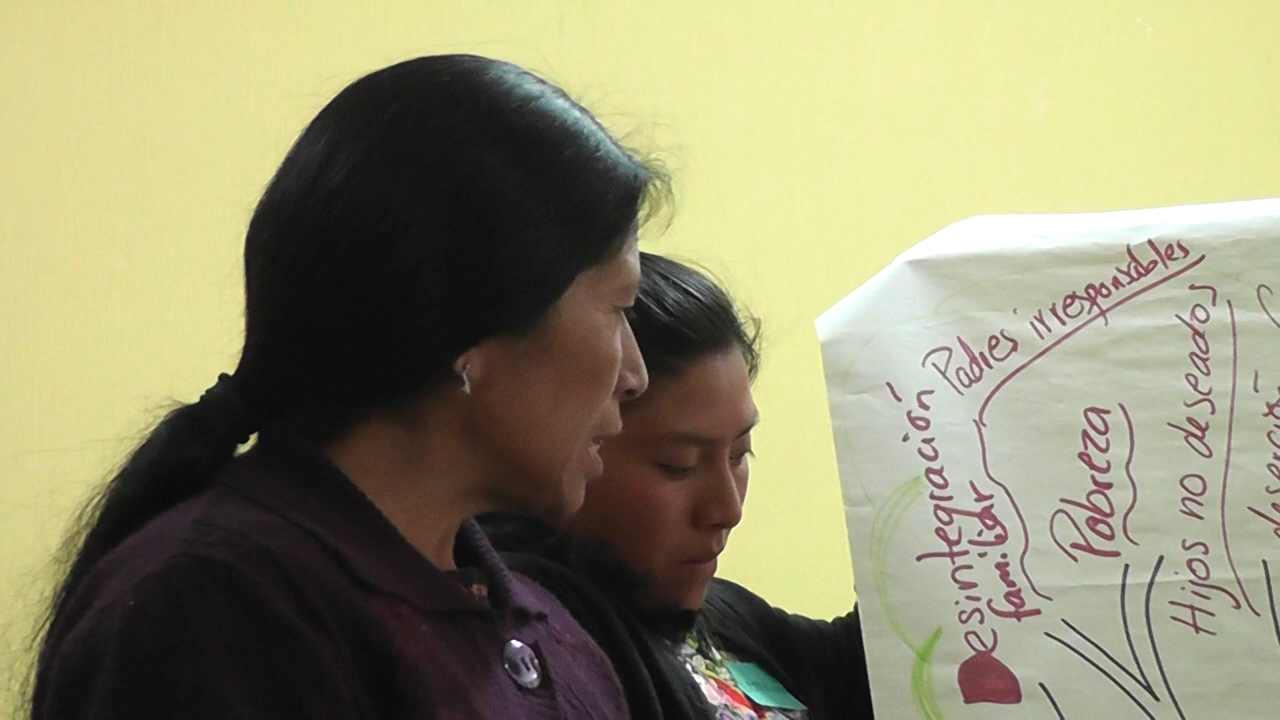 Desintegración
familiar
Padres irresponsables
Pobreza
Hijos no deseados